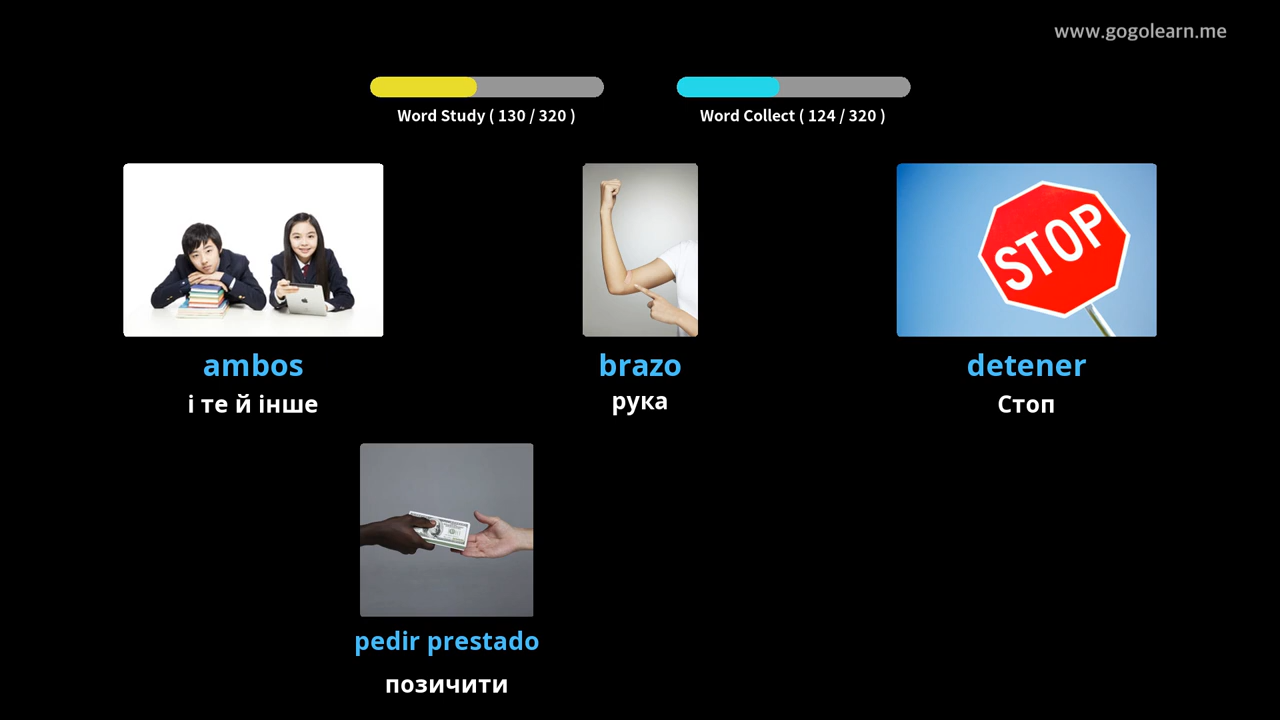 www.gogolearn.me
Word Study ( 130 / 320 )
Word Collect ( 124 / 320 )
STOP
ambos
brazo
detener
і те й інше
рука
Стоп
pedir prestado
позичити